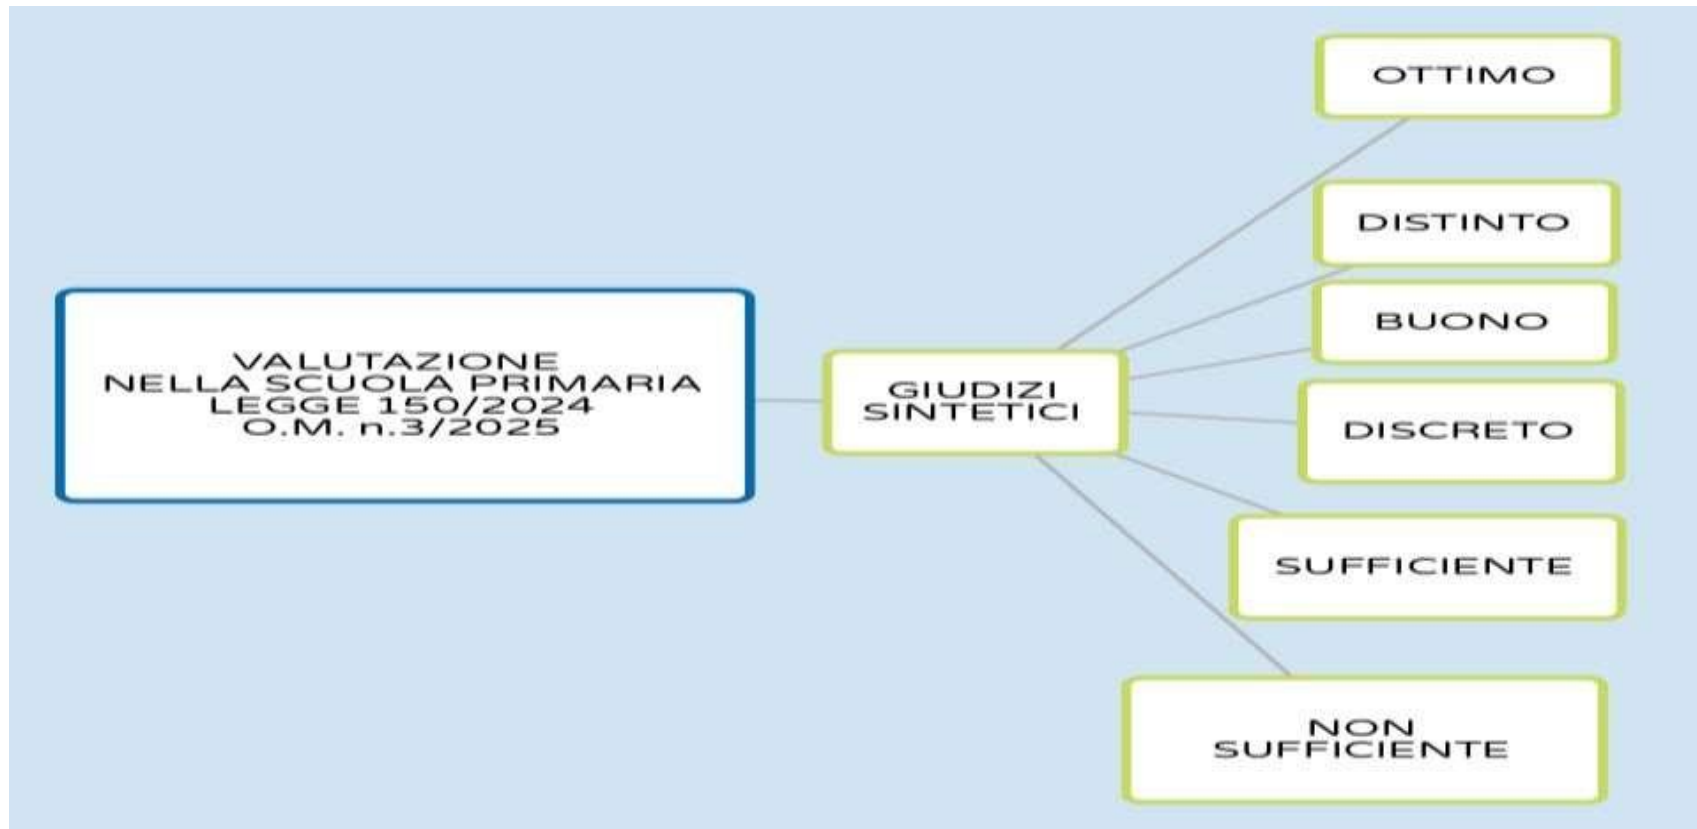 VALUTAZIONE
NELLA SCUOLA PRIMARIA
LEGGE 150/2024
O.M. n.3/2025
GIUDIZI
SINTETICI
OTTIMO
DISTINTO
BUONO
DISCRETO
SUFFICIENTE
NON
SUFFICIENTE